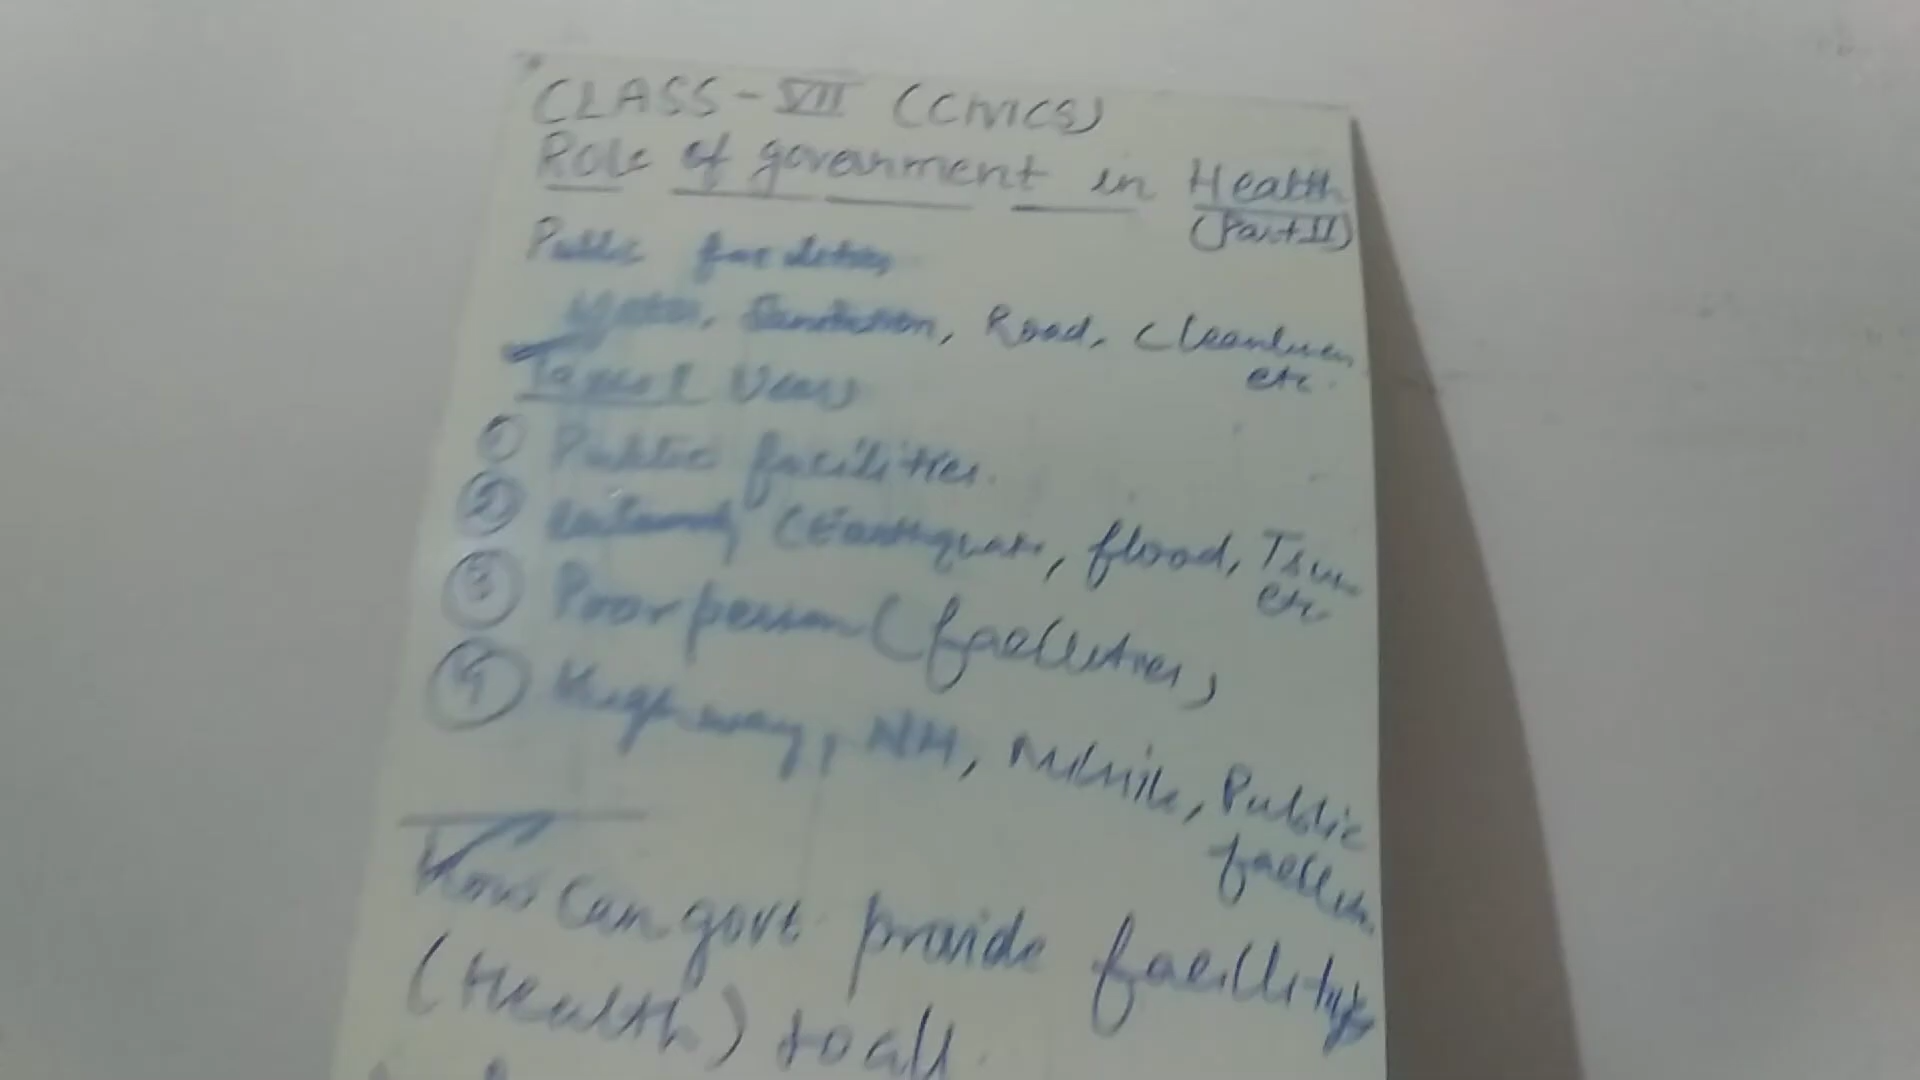 CLASS - VII (CIVICS)
Role of government in Health
(Part II)
Public facilities
Water, Sanitation, Road, Cleanliness
etc.
Uses
① Public facilities.
② (Earthquake, flood, Tsu
etc
③ Poor person (facilities)
④ Highway, NH, Public
facilities
How can govt provide facility
(Health) to all.